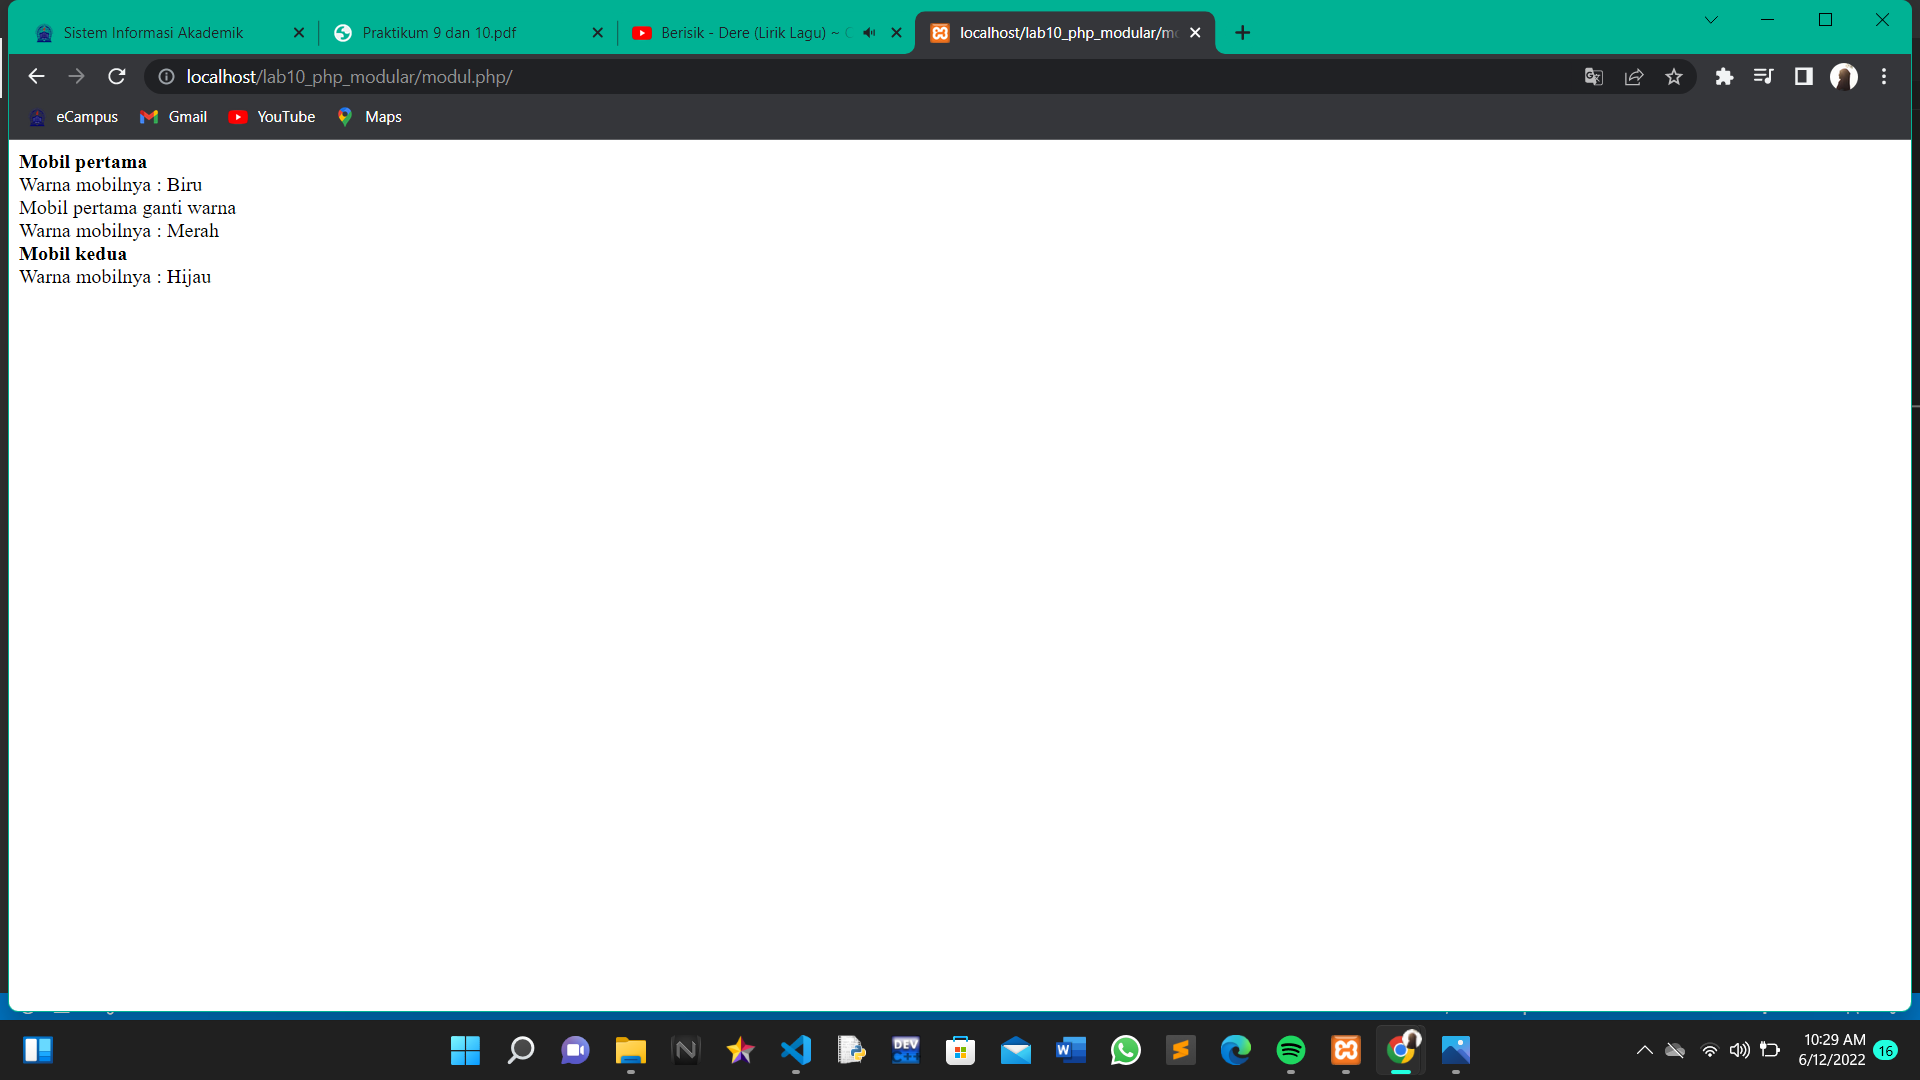 Sistem Informasi Akademik
Praktikum 9 dan 10.pdf
Berisik - Dere (Lirik Lagu) ~
localhost/lab10_php_modular/m
localhost/lab10_php_modular/modul.php/
eCampus
Gmail
YouTube
Maps
Mobil pertama
Warna mobilnya : Biru
Mobil pertama ganti warna
Warna mobilnya : Merah
Mobil kedua
Warna mobilnya : Hijau
DEV
C++
W
10:29 AM
6/12/2022
16